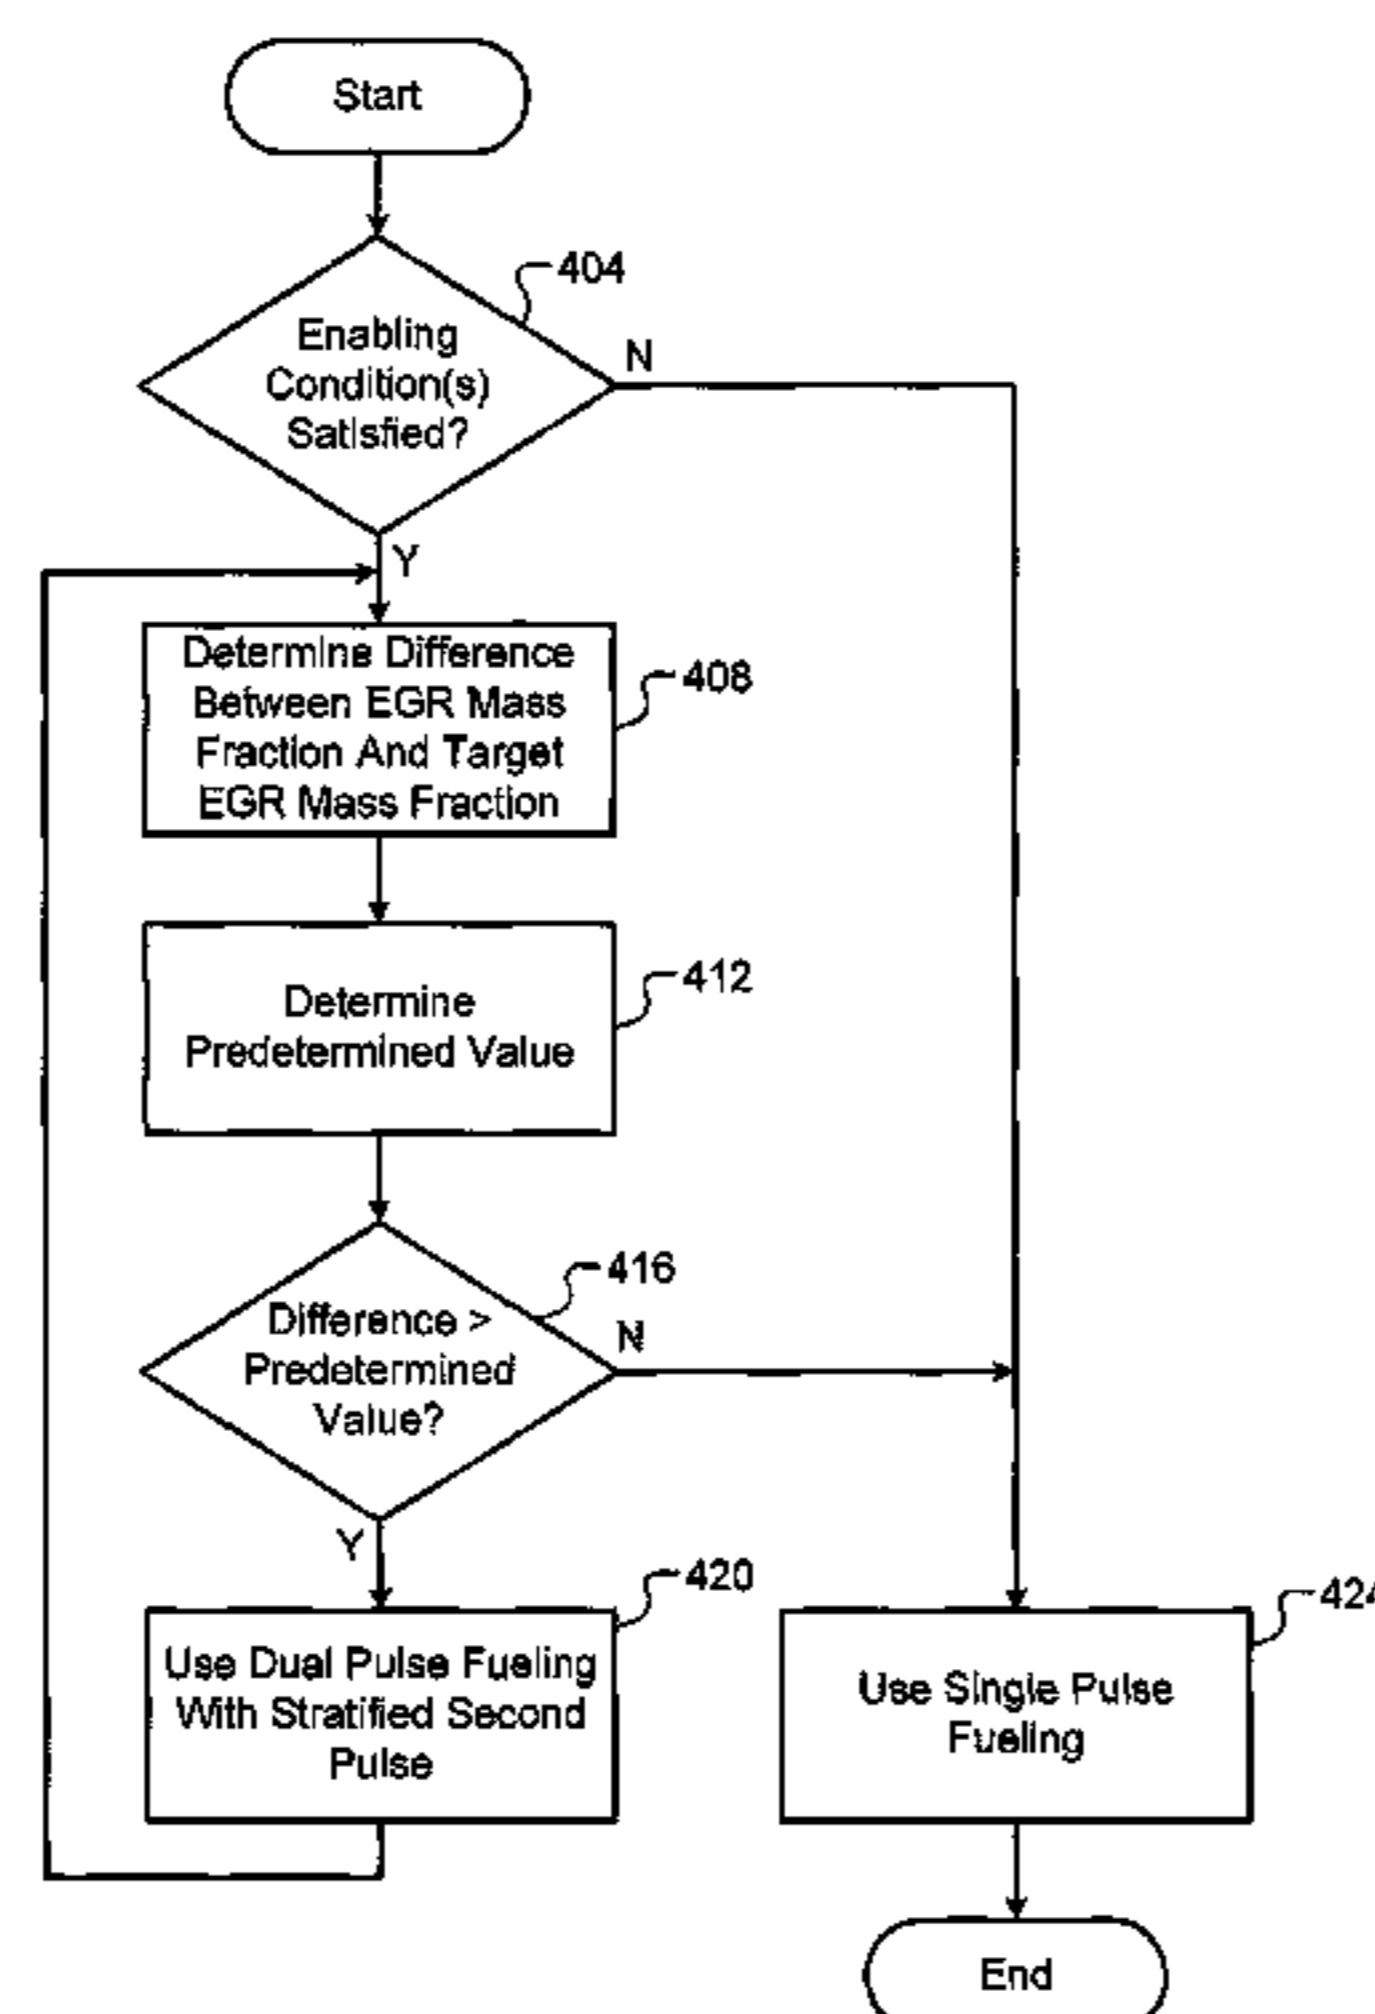 Start
404
Enabling
Condition(s)
Satisfied?
N
Y
Determine Difference
Between EGR Mass
Fraction And Target
EGR Mass Fraction
408
Determine
Predetermined Value
412
416
Difference >
Predetermined
Value?
N
Y
420
Use Dual Pulse Fueling
With Stratified Second
Pulse
424
Use Single Pulse
Fueling
End